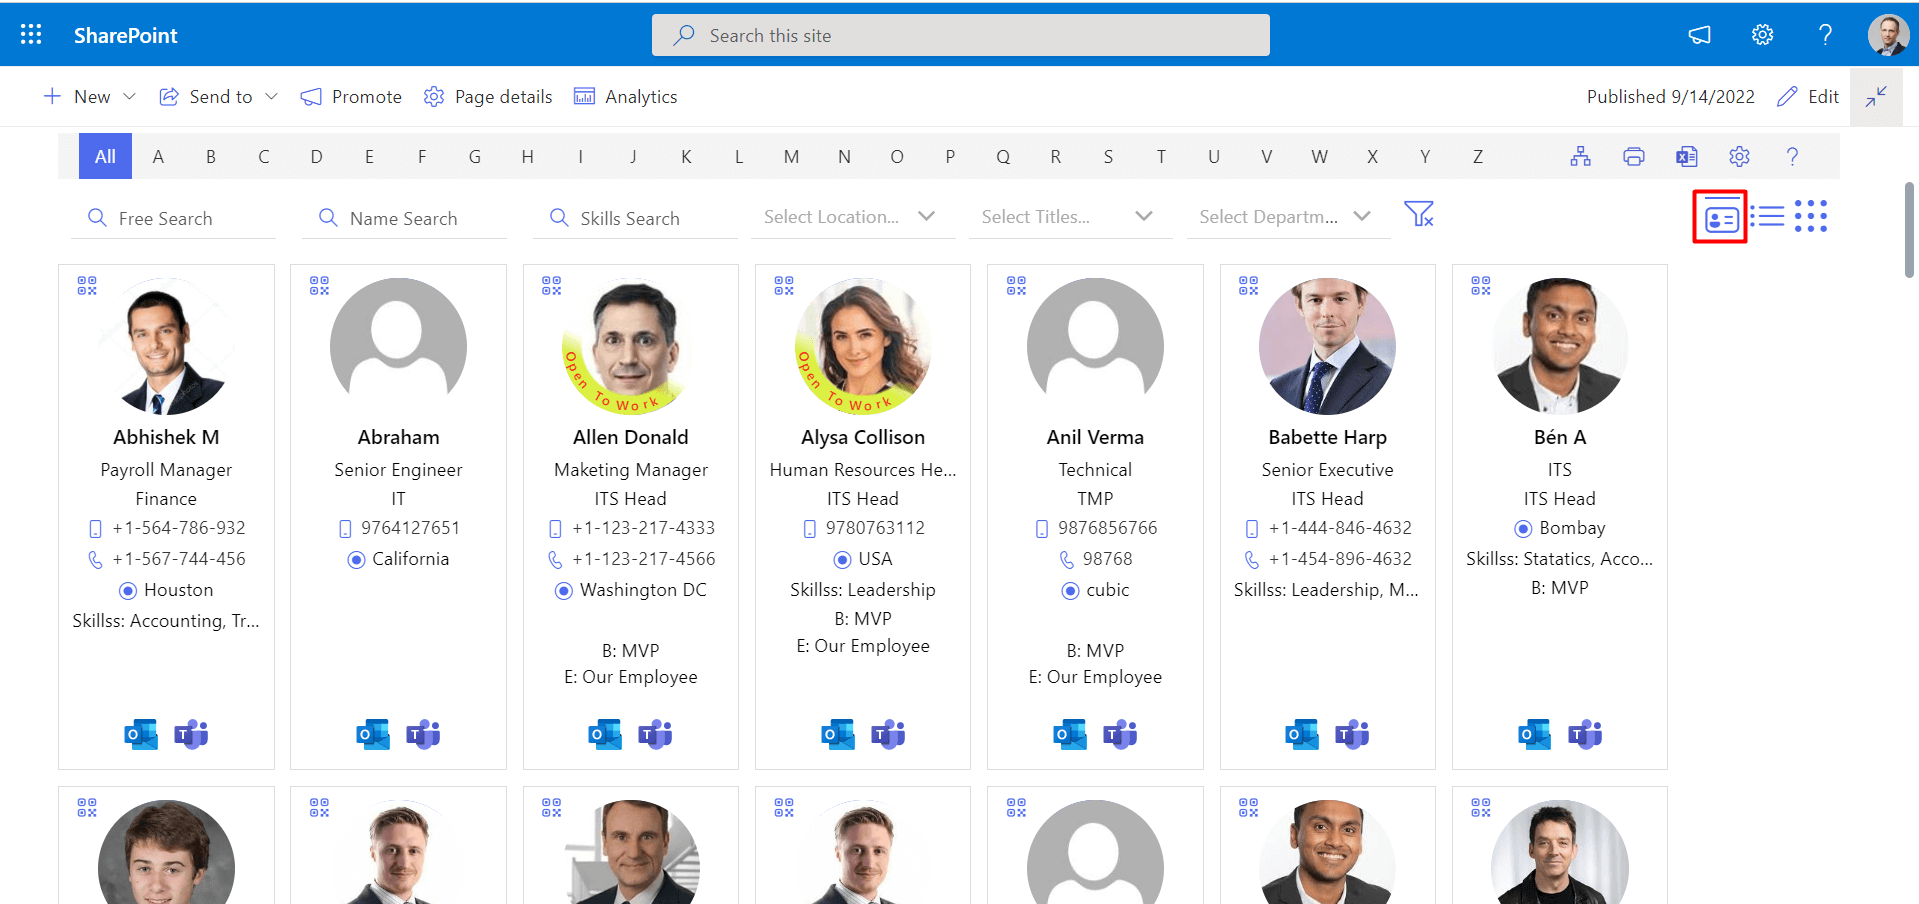 SharePoint
Search this site
New
Send to
Promote
Page details
Analytics
Published 9/14/2022
Edit
All A B C D E F G H I J K L M N O P Q R S T U V W X Y Z
Free Search
Name Search
Skills Search
Select Location...
Select Titles...
Select Departm...
Abhishek M
Payroll Manager
Finance
+1-564-786-932
+1-567-744-456
Houston
Skillss: Accounting, Tr...
Abraham
Senior Engineer
IT
9764127651
California
Open To Work
Allen Donald
Maketing Manager
ITS Head
+1-123-217-4333
+1-123-217-4566
Washington DC
B: MVP
E: Our Employee
Open To Work
Alysa Collison
Human Resources He...
ITS Head
9780763112
USA
Skillss: Leadership
B: MVP
E: Our Employee
Anil Verma
Technical
TMP
9876856766
98768
cubic
B: MVP
E: Our Employee
Babette Harp
Senior Executive
ITS Head
+1-444-846-4632
+1-454-896-4632
Skillss: Leadership, M...
Bén A
ITS
ITS Head
Bombay
Skillss: Statatics, Acco...
B: MVP